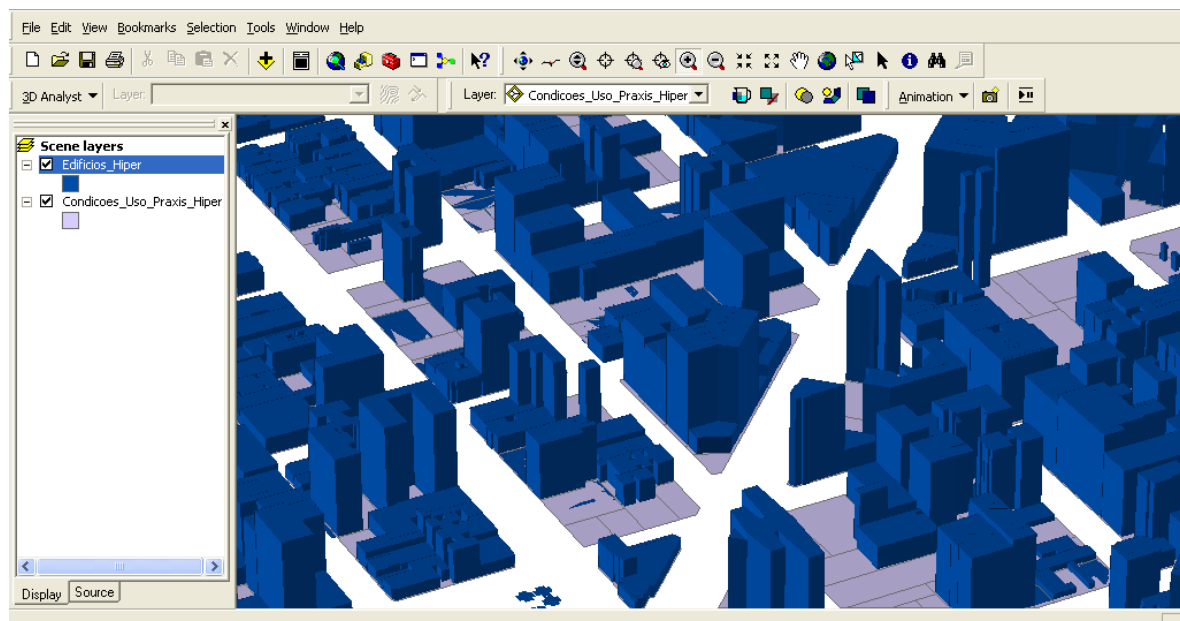 File Edit View Bookmarks Selection Tools Window Help
3D Analyst Layer: Layer: Condicoes_Uso_Praxis_Hiper Animation
Scene layers
Edificios_Hiper
Condicoes_Uso_Praxis_Hiper
Display Source